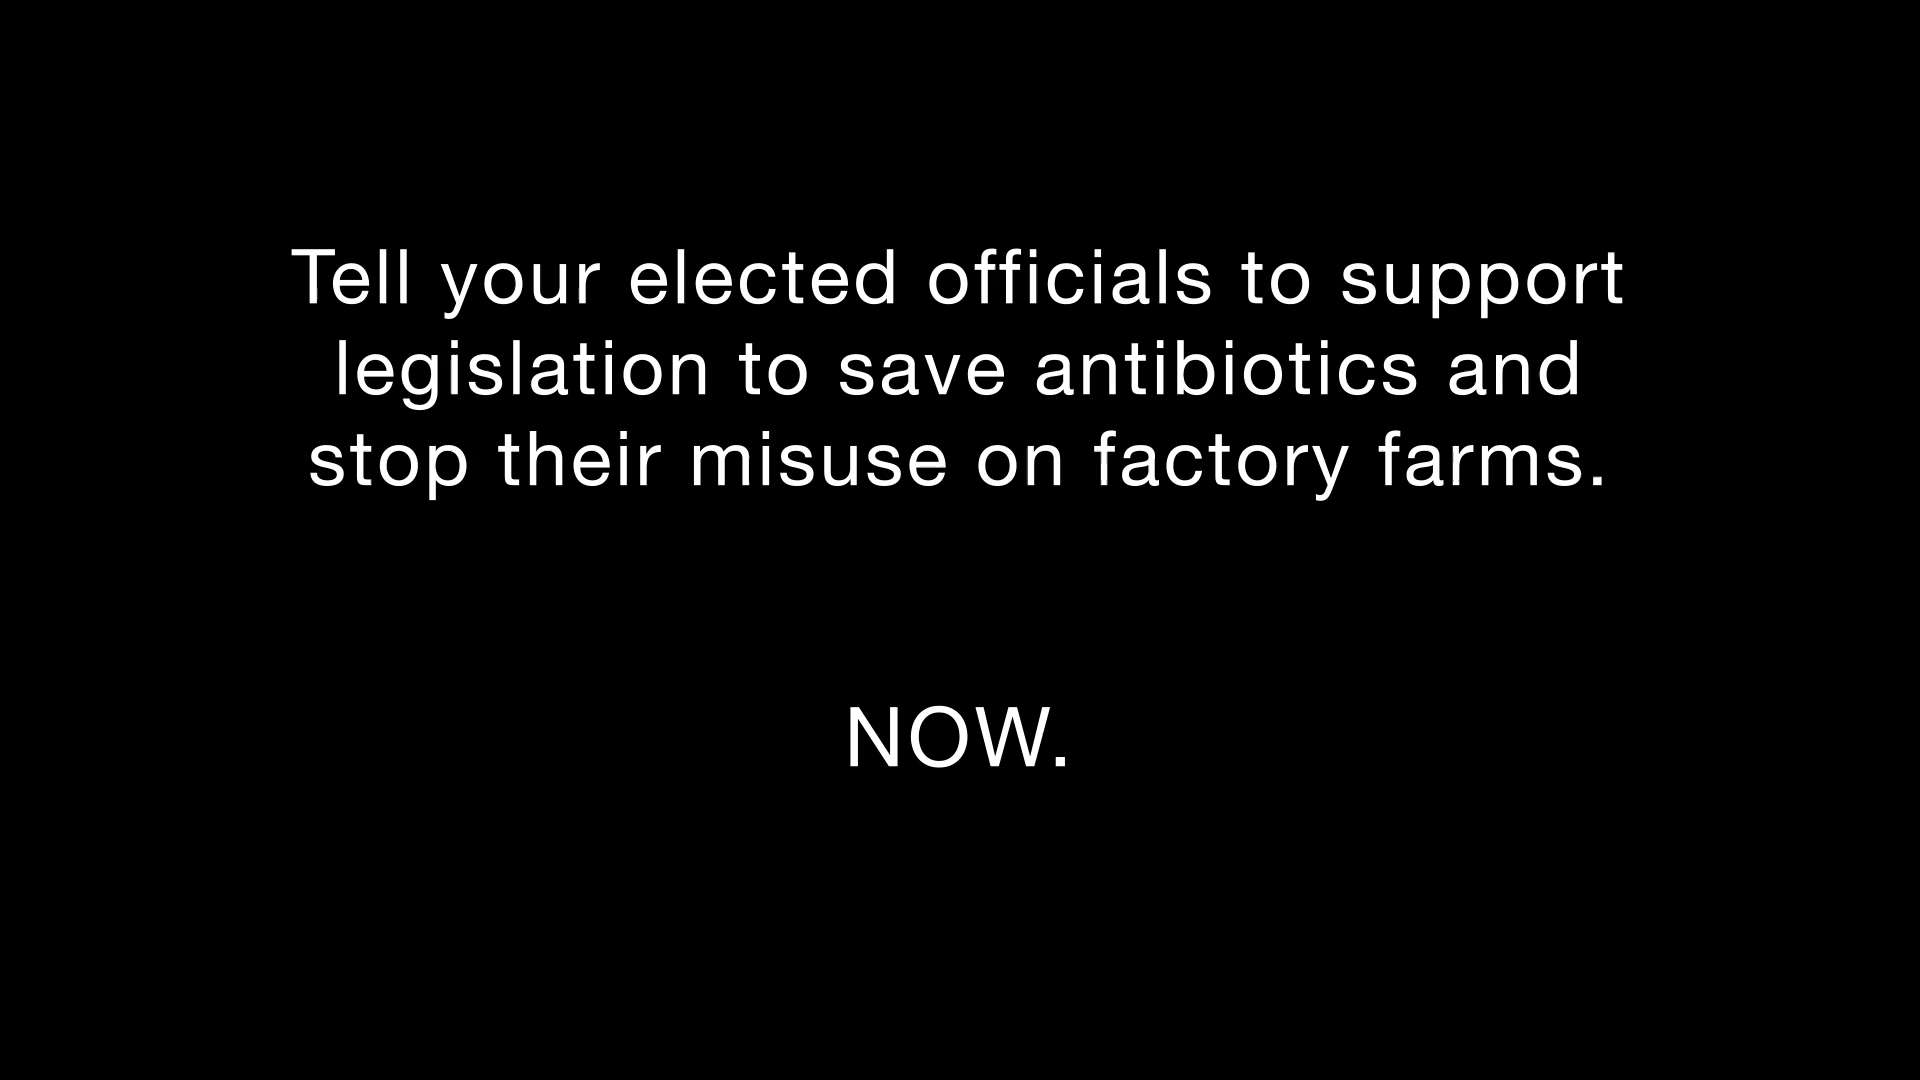 Tell your elected officials to support
legislation to save antibiotics and
stop their misuse on factory farms.
NOW.